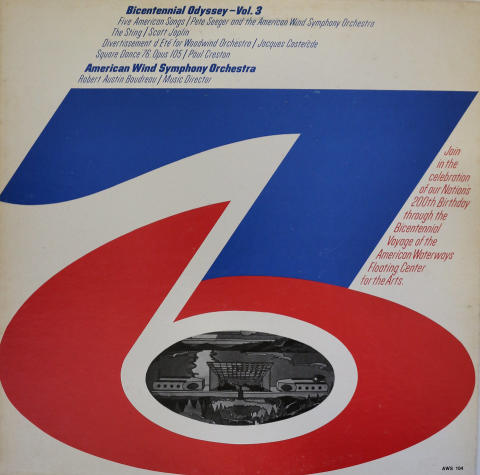 Bicentennial Odyssey—Vol. 3
Five American Songs / Pete Seeger and the American Wind Symphony Orchestra
The Sting / Scott Joplin
Divertissement d'Eté for Woodwind Orchestra / Jacques Casterède
Square Dance 76, Opus 105 / Paul Creston
American Wind Symphony Orchestra
Robert Austin Boudreau / Music Director
76
Join
in the
celebration
of our Nations
200th Birthday
through the
Bicentennial
Voyage of the
American Waterways
Floating Center
for the Arts.
AWS 104